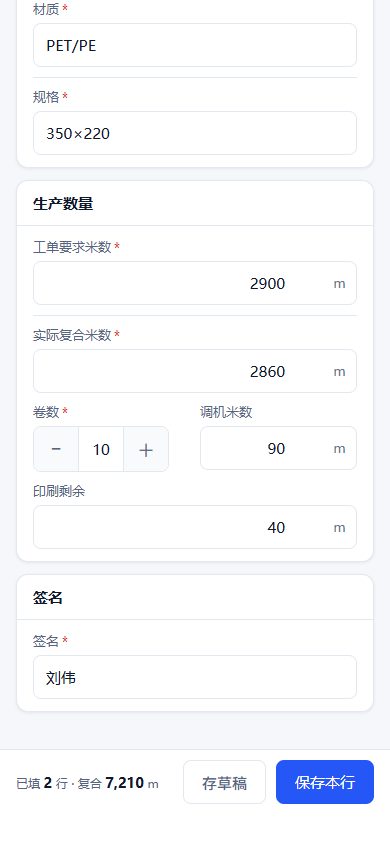 材质 *
PET/PE
规格 *
350×220
生产数量
工单要求米数 *
2900 m
实际复合米数 *
2860 m
卷数 * 调机米数
− 10 + 90 m
印刷剩余
40 m
签名
签名 *
刘伟
已填 2 行 · 复合 7,210 m 存草稿 保存本行